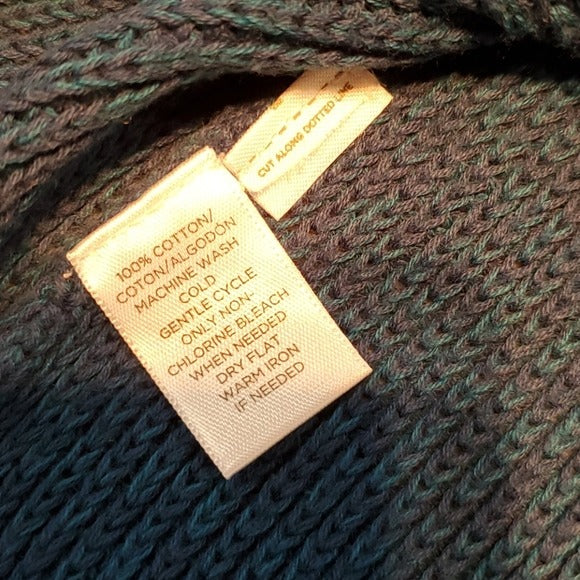 CUT ALONG DOTTED LINE
100% COTTON/
COTON/ALGODÓN
MACHINE WASH
COLD
GENTLE CYCLE
ONLY NON-
CHLORINE BLEACH
WHEN NEEDED
DRY FLAT
WARM IRON
IF NEEDED